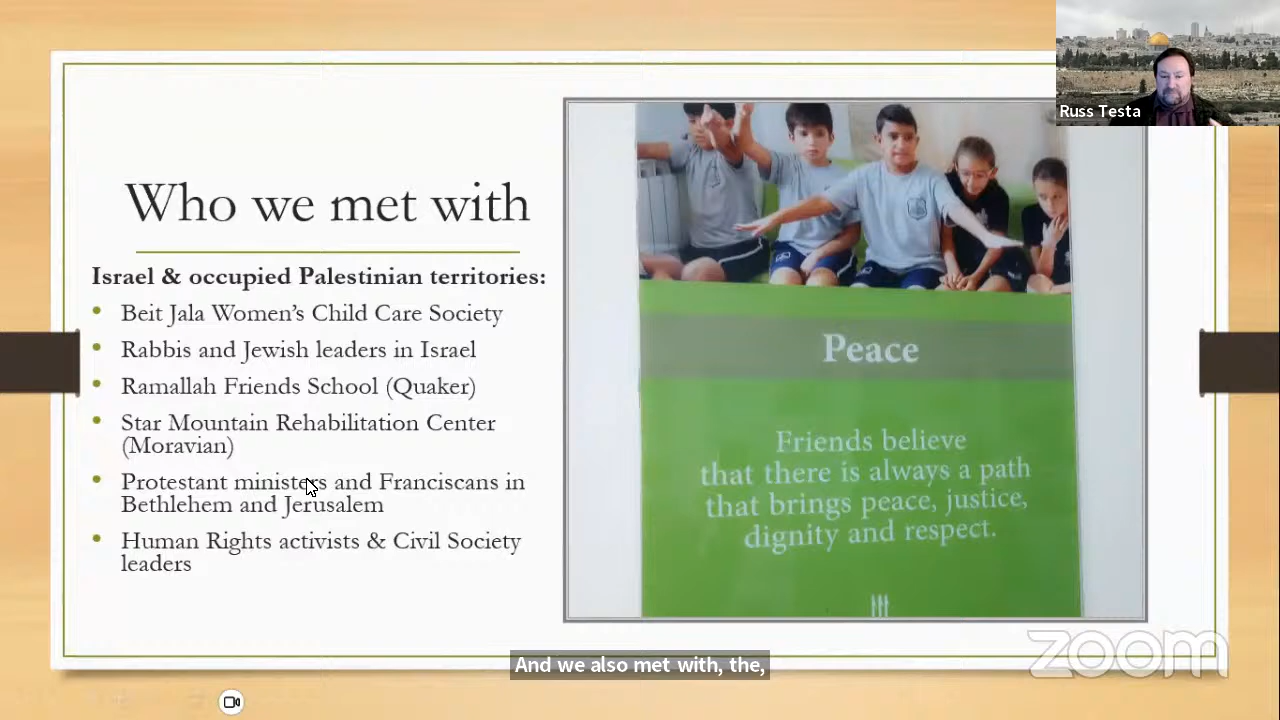 Russ Testa
Who we met with
Israel & occupied Palestinian territories:
• Beit Jala Women's Child Care Society
• Rabbis and Jewish leaders in Israel
• Ramallah Friends School (Quaker)
• Star Mountain Rehabilitation Center
(Moravian)
• Protestant ministers and Franciscans in
Bethlehem and Jerusalem
• Human Rights activists & Civil Society
leaders
Peace
Friends believe
that there is always a path
that brings peace, justice,
dignity and respect.
zoom
And we also met with, the,